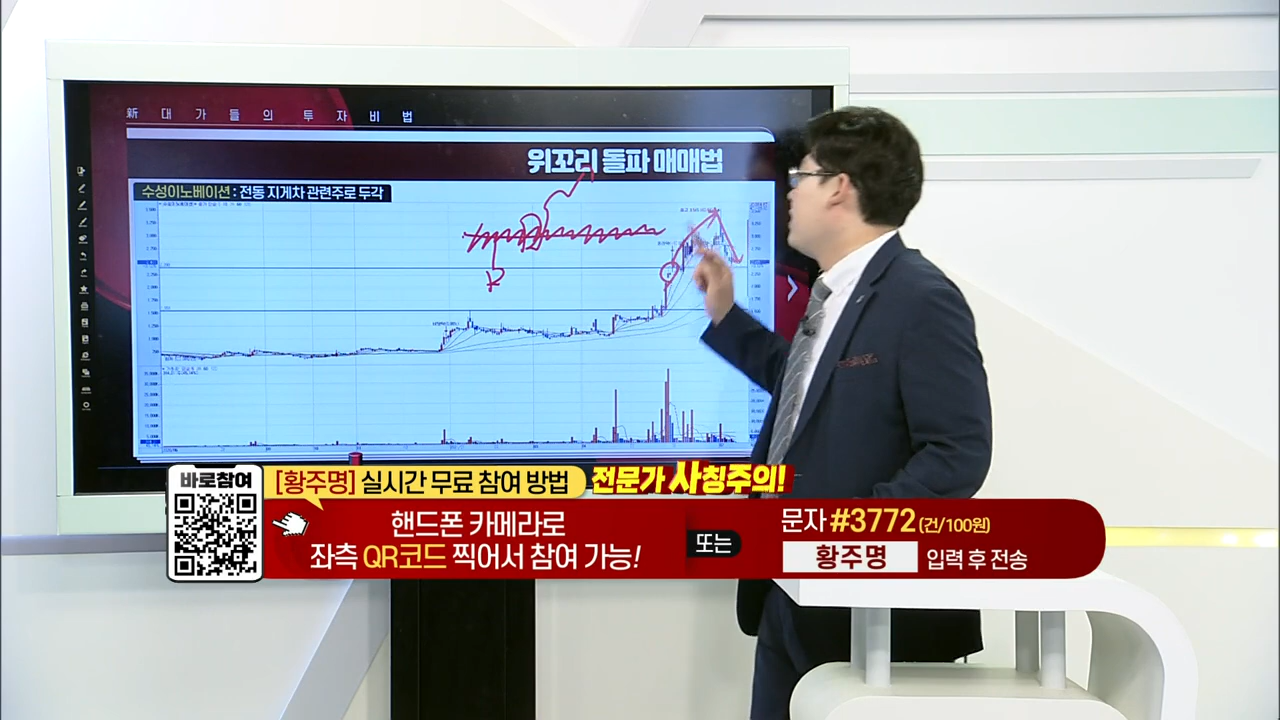 新 대 가 들 의 투 자 비 법
위꼬리 돌파 매매법
수성이노베이션 : 전동 지게차 관련주로 두각
바로참여
[황주명] 실시간 무료 참여 방법
전문가 사칭주의!
핸드폰 카메라로
좌측 QR코드 찍어서 참여 가능!
또는
문자 #3772 (건/100원)
황주명 입력 후 전송